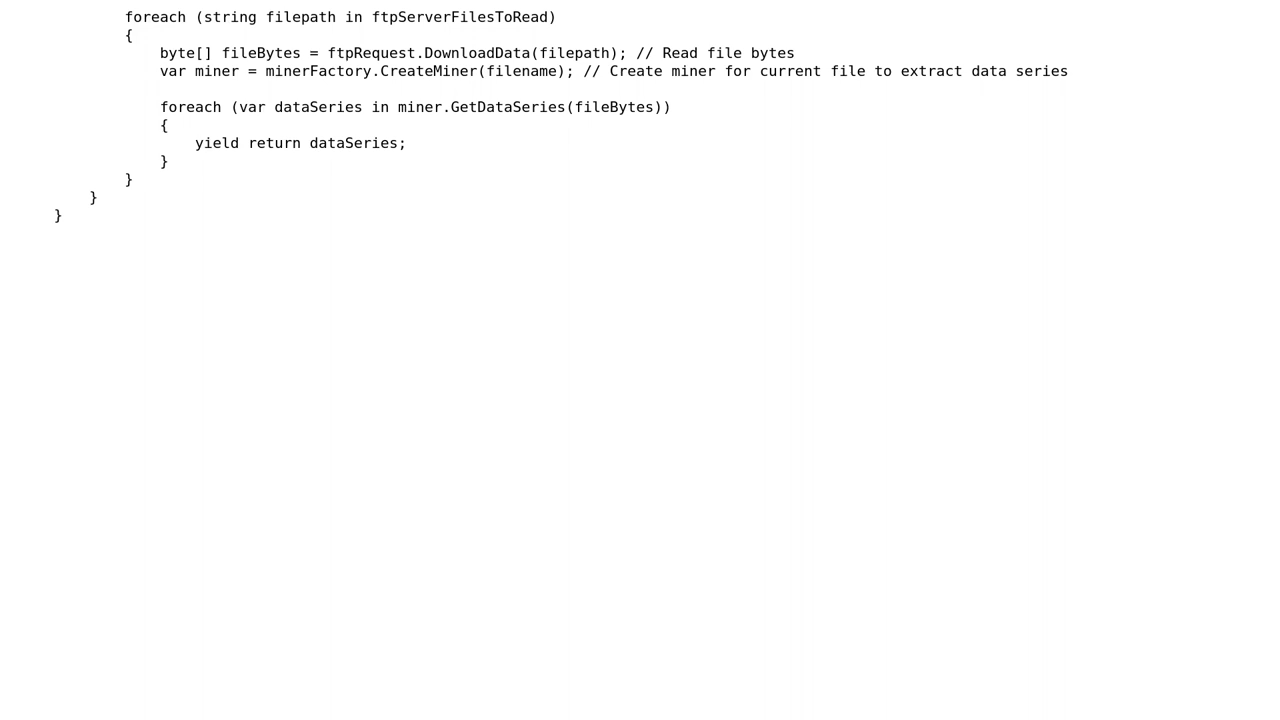 foreach (string filepath in ftpServerFilesToRead)
{
byte[] fileBytes = ftpRequest.DownloadData(filepath); // Read file bytes
var miner = minerFactory.CreateMiner(filename); // Create miner for current file to extract data series
foreach (var dataSeries in miner.GetDataSeries(fileBytes))
{
yield return dataSeries;
}
}
}
}